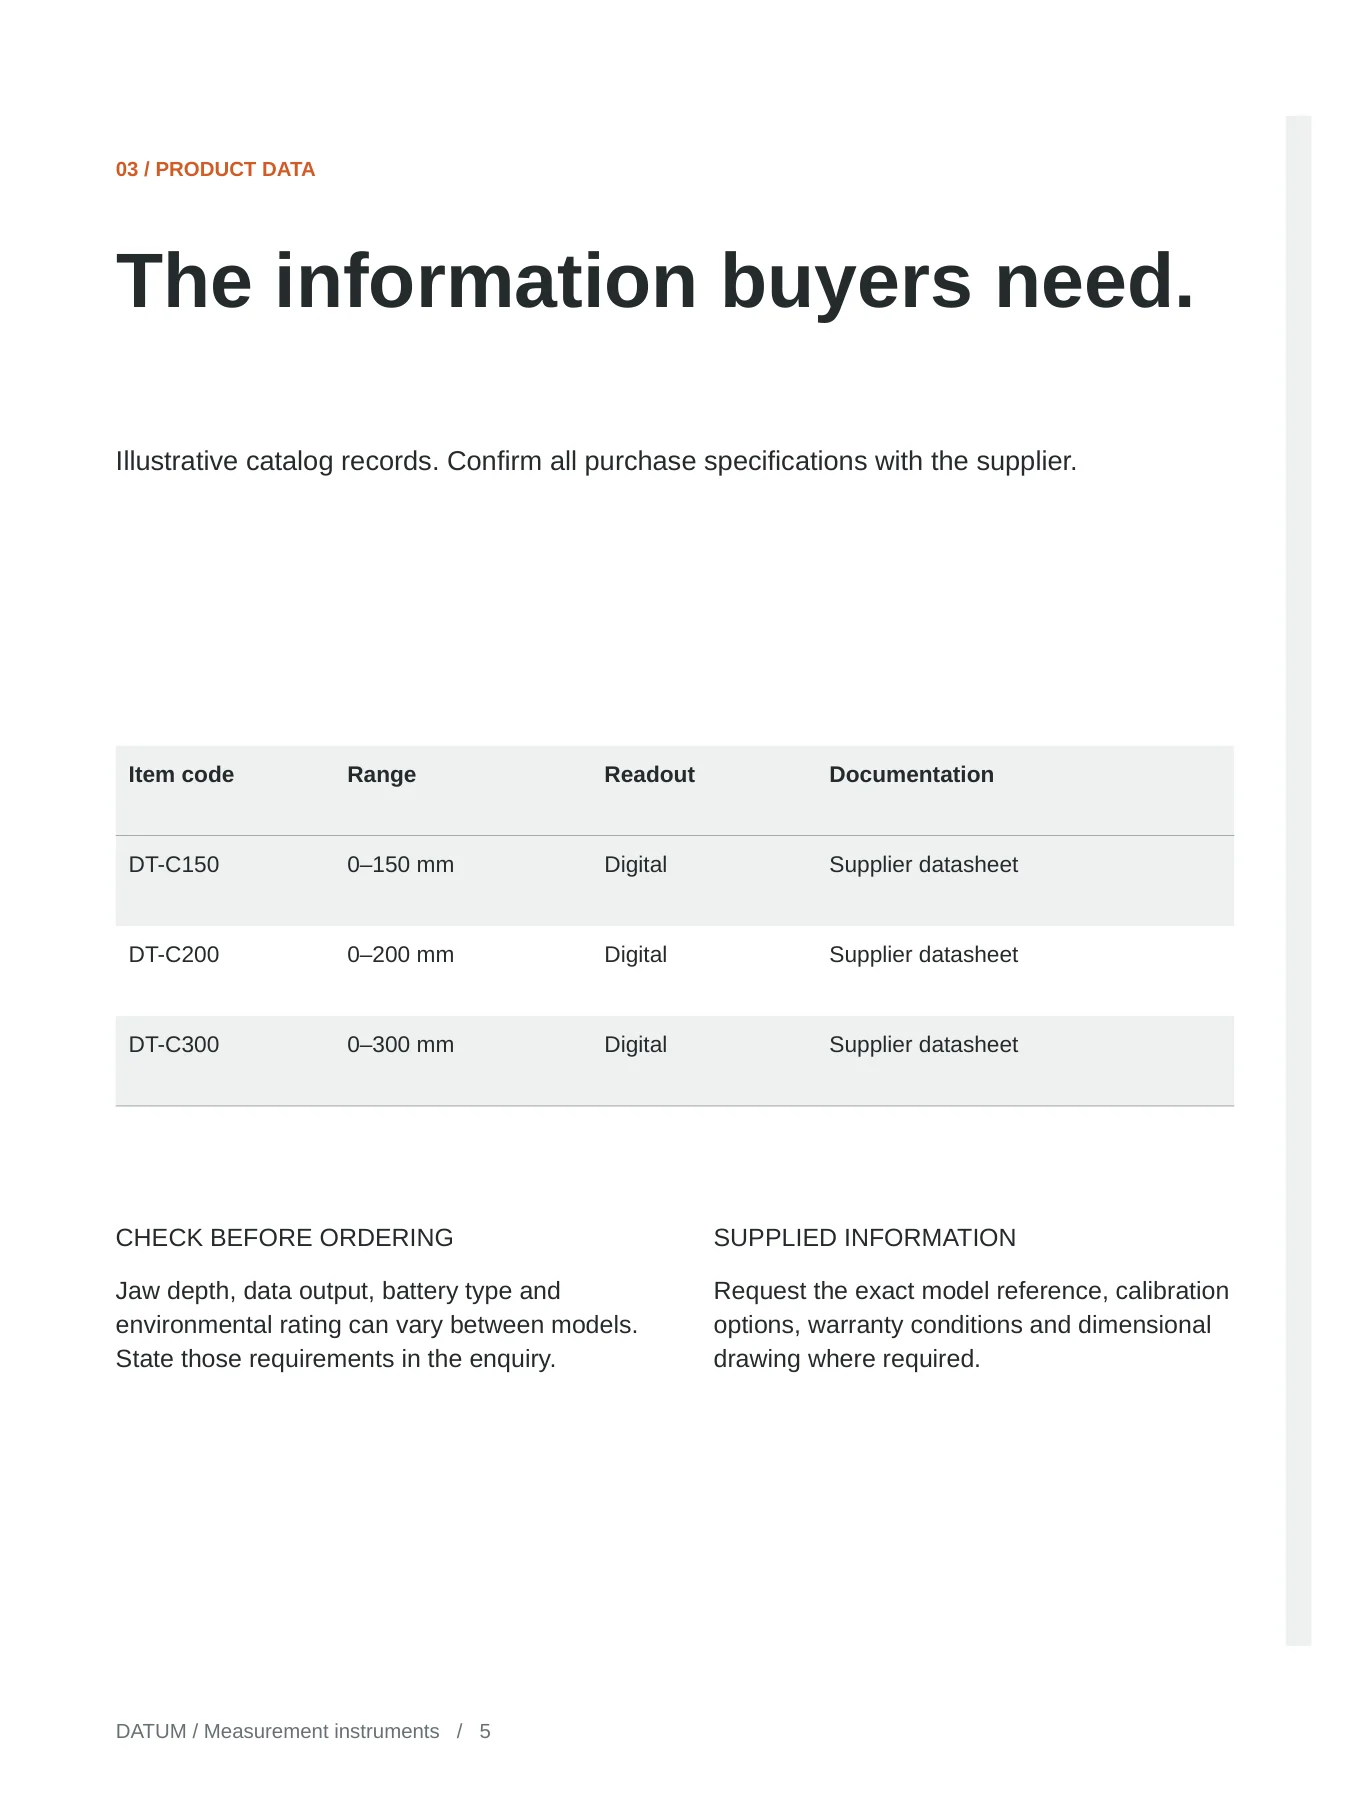 03 / PRODUCT DATA
The information buyers need.
Illustrative catalog records. Confirm all purchase specifications with the supplier.
Item code Range Readout Documentation
DT-C150 0–150 mm Digital Supplier datasheet
DT-C200 0–200 mm Digital Supplier datasheet
DT-C300 0–300 mm Digital Supplier datasheet
CHECK BEFORE ORDERING
Jaw depth, data output, battery type and
environmental rating can vary between models.
State those requirements in the enquiry.
SUPPLIED INFORMATION
Request the exact model reference, calibration
options, warranty conditions and dimensional
drawing where required.
DATUM / Measurement instruments / 5